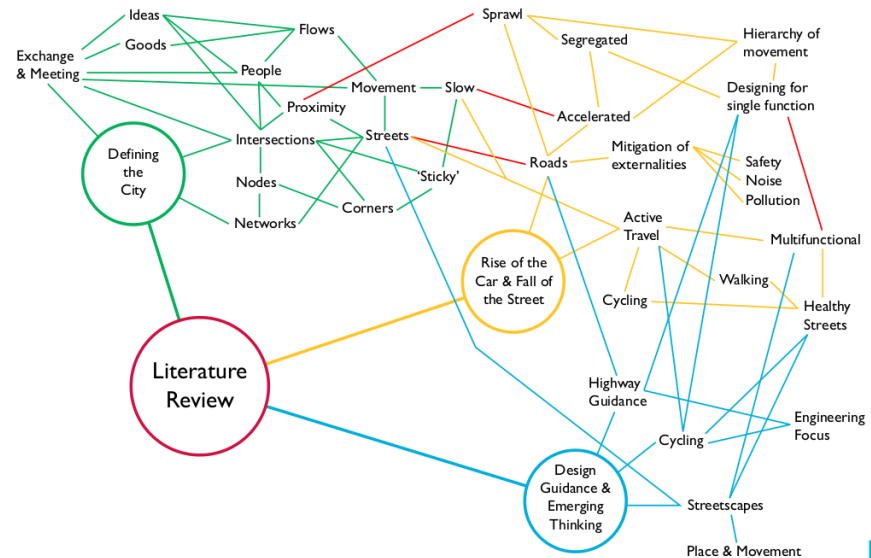 Ideas
Goods
Exchange
& Meeting
Flows
People
Proximity
Movement
Slow
Intersections
Streets
Nodes
'Sticky'
Corners
Networks
Defining
the
City
Sprawl
Segregated
Hierarchy of
movement
Designing for
single function
Accelerated
Roads
Mitigation of
externalities
Safety
Noise
Pollution
Active
Travel
Multifunctional
Walking
Cycling
Healthy
Streets
Rise of the
Car & Fall of
the Street
Literature
Review
Highway
Guidance
Cycling
Engineering
Focus
Design
Guidance &
Emerging
Thinking
Streetscapes
Place & Movement